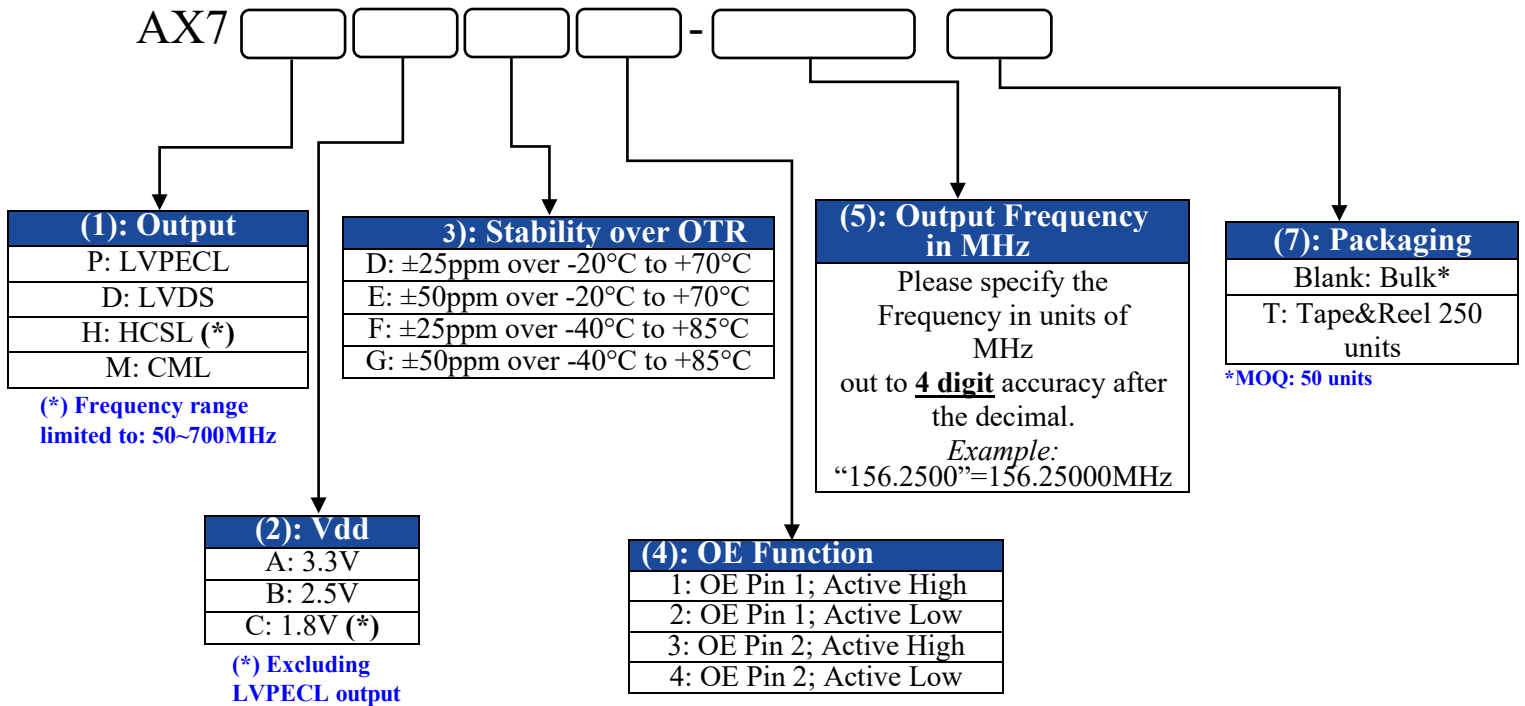 AX7 -
(1): Output
P: LVPECL
D: LVDS
H: HCSL (*)
M: CML
(*) Frequency range
limited to: 50~700MHz
(2): Vdd
A: 3.3V
B: 2.5V
C: 1.8V (*)
(*) Excluding
LVPECL output
3): Stability over OTR
D: ±25ppm over -20°C to +70°C
E: ±50ppm over -20°C to +70°C
F: ±25ppm over -40°C to +85°C
G: ±50ppm over -40°C to +85°C
(4): OE Function
1: OE Pin 1; Active High
2: OE Pin 1; Active Low
3: OE Pin 2; Active High
4: OE Pin 2; Active Low
(5): Output Frequency
in MHz
Please specify the
Frequency in units of
MHz
out to 4 digit accuracy after
the decimal.
Example:
“156.2500”=156.25000MHz
(7): Packaging
Blank: Bulk*
T: Tape&Reel 250
units
*MOQ: 50 units